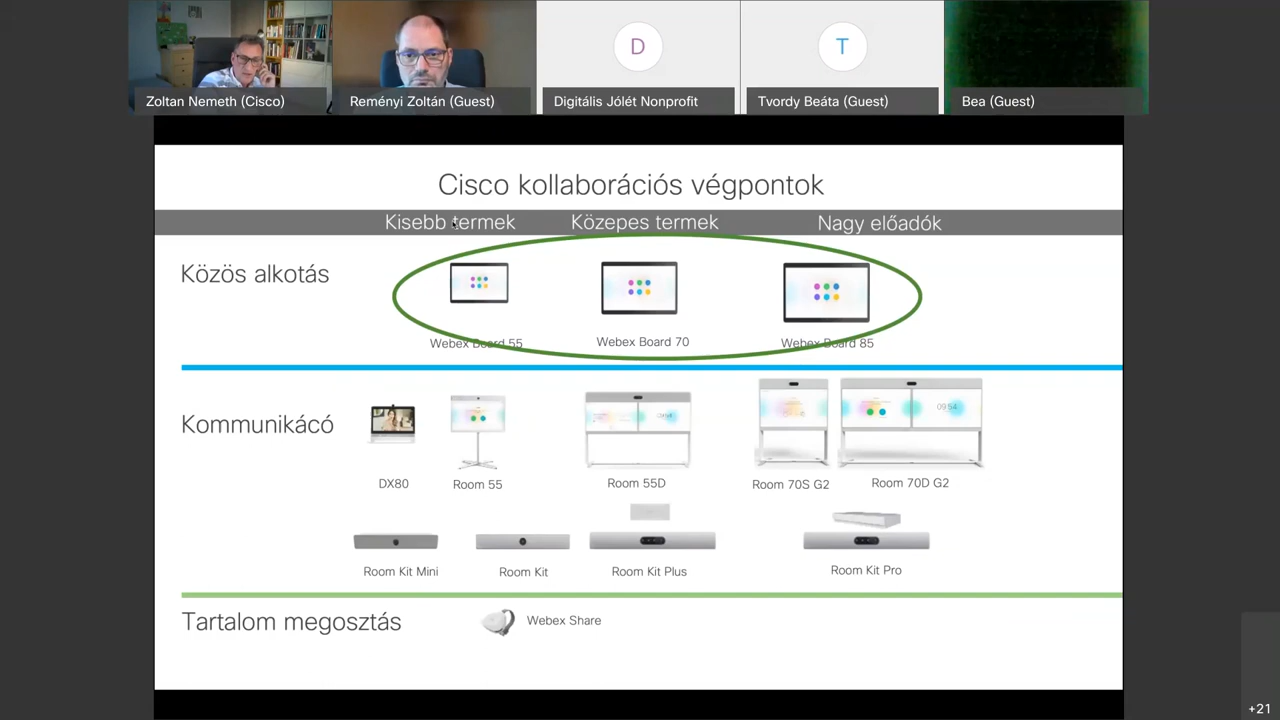 D
T
Zoltan Nemeth (Cisco)
Reményi Zoltán (Guest)
Digitális Jólét Nonprofit
Tvordy Beáta (Guest)
Bea (Guest)
Cisco kollaborációs végpontok
Kisebb termek
Közepes termek
Nagy előadók
Közös alkotás
Webex Board 55
Webex Board 70
Webex Board 85
Kommunikácó
DX80
Room 55
Room 55D
Room 70S G2
Room 70D G2
Room Kit Mini
Room Kit
Room Kit Plus
Room Kit Pro
Tartalom megosztás
Webex Share
+21